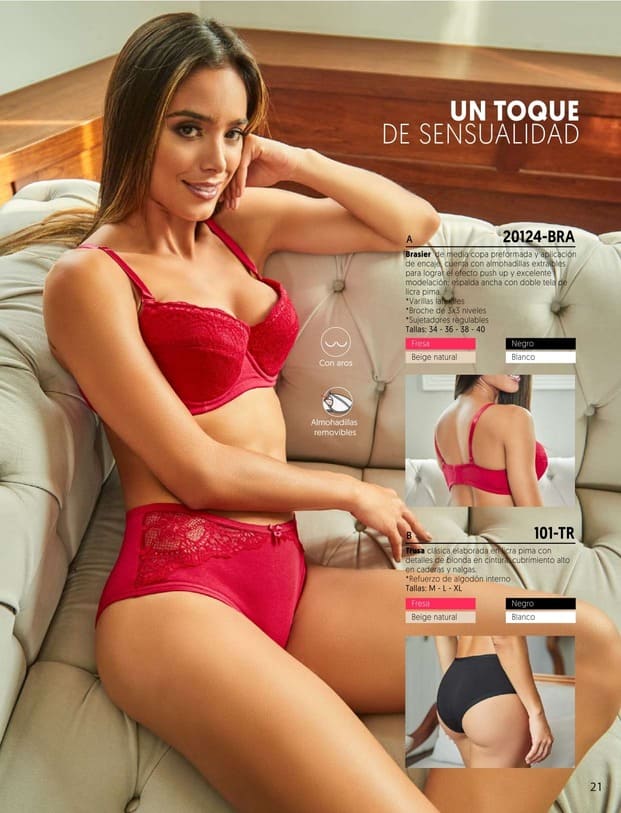 UN TOQUE
DE SENSUALIDAD
A 20124-BRA
Brasier de media copa preformada y aplicación
de encaje, cuenta con almohadillas extraibles
para lograr el efecto push up y excelente
modelación; espalda ancha con doble tela de
licra pima.
*Varillas laterales
*Broche de 3x3 niveles
*Sujetadores regulables
Tallas: 34 - 36 - 38 - 40
Fresa Negro
Beige natural Blanco
Con aros
Almohadillas
removibles
B 101-TR
Trusa clásica elaborada en licra pima con
detalles de blonda en cintura, cubrimiento alto
en caderas y nalgas.
*Refuerzo de algodón interno
Tallas: M - L - XL
Fresa Negro
Beige natural Blanco
21